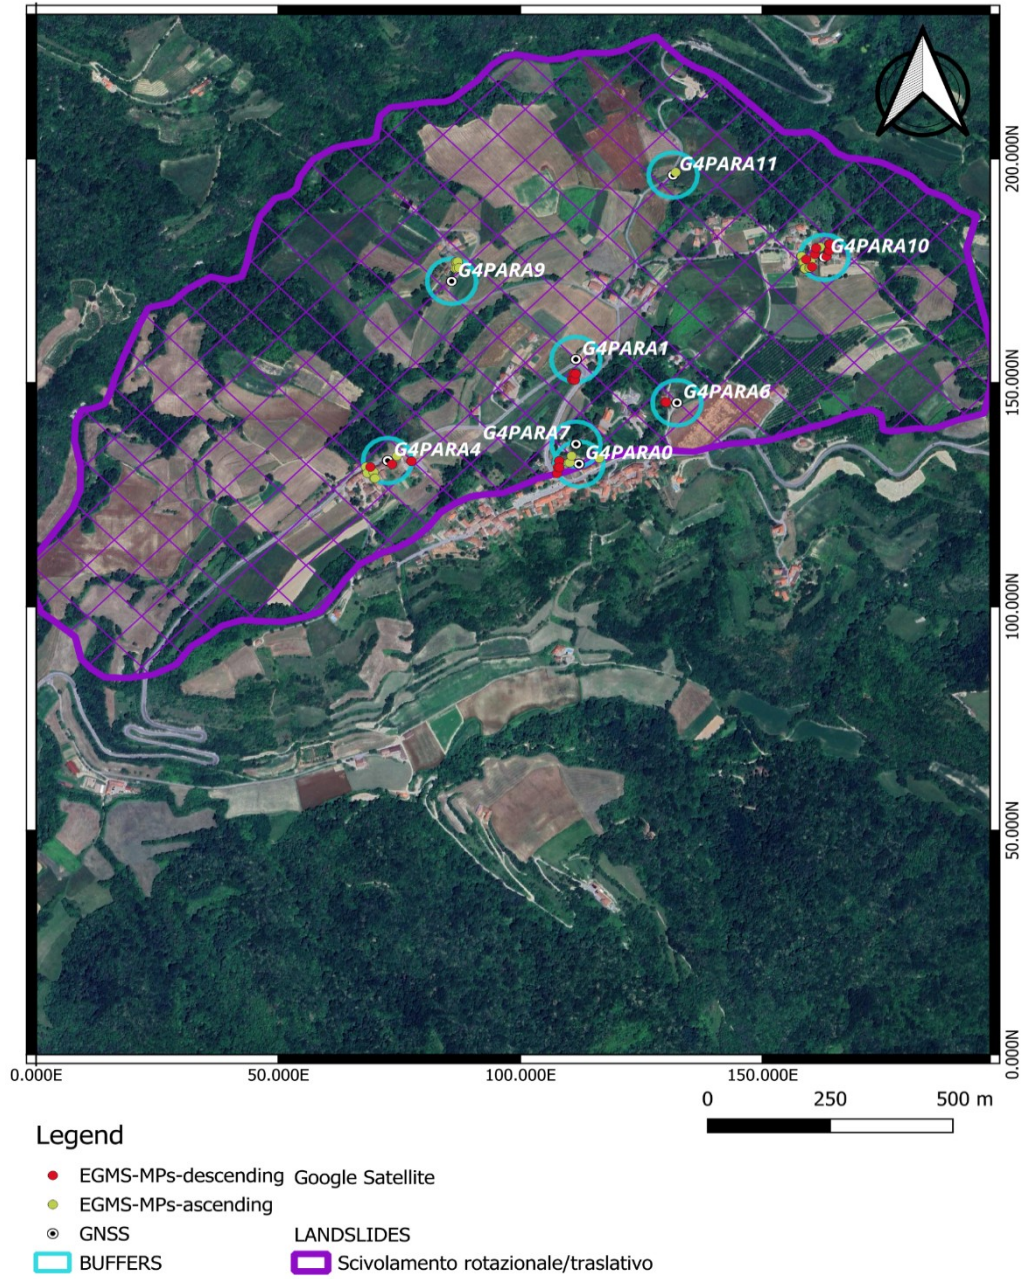 G4PARA11
200.000N
G4PARA10
G4PARA9
G4PARA1
150.000N
G4PARA6
G4PARA7
G4PARA4
G4PARA0
100.000N
50.000N
0.000N
0.000E 50.000E 100.000E 150.000E
0 250 500 m
Legend
EGMS-MPs-descending Google Satellite
EGMS-MPs-ascending
GNSS LANDSLIDES
BUFFERS Scivolamento rotazionale/traslativo